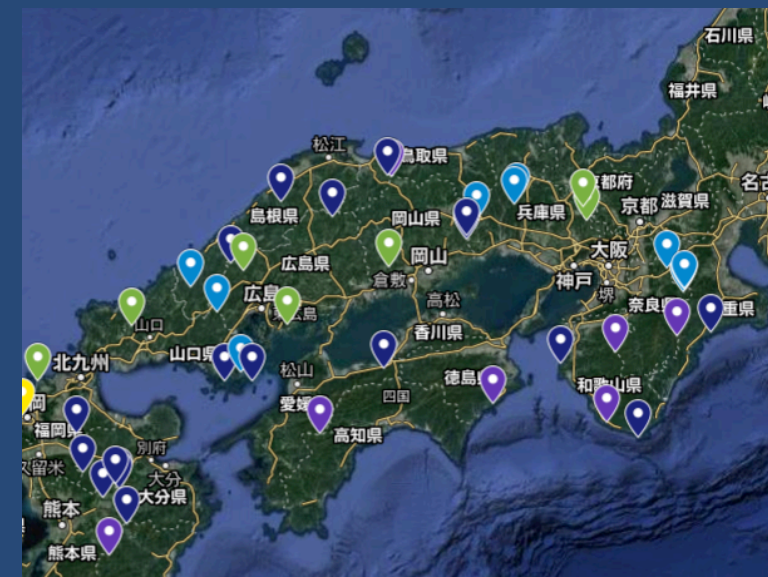 石川県
福井県
松江
鳥取県
都府
名古
京都
滋賀県
島根県
岡山県
兵庫県
大阪
広島県
岡山
倉敷
神戸
堺
広島
広島
高松
奈良
重県
山口
香川県
山口県
北九州
松山
徳島
和歌山県
愛媛
四国
岡
福岡県
高知県
別府
久留米
大分
大分県
熊本
熊本県